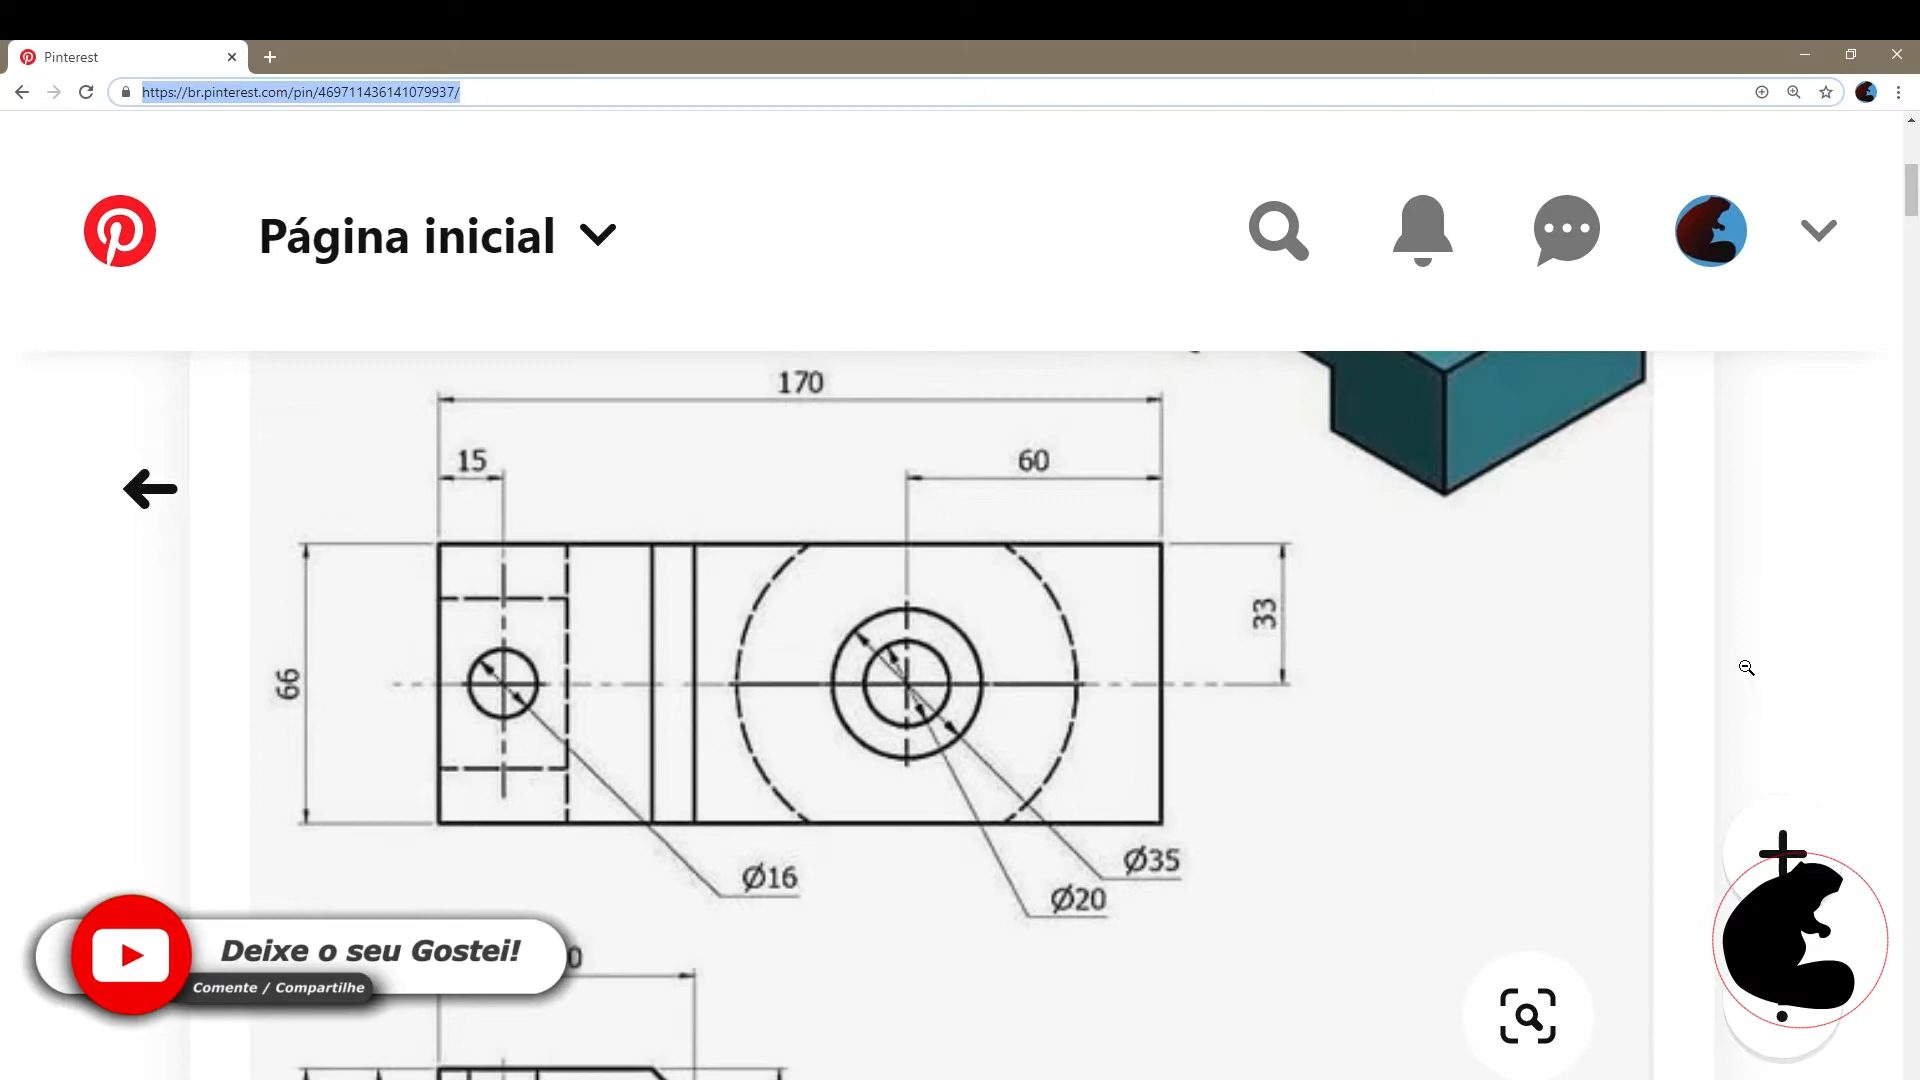 Pinterest
https://br.pinterest.com/pin/469711436141079937/
Página inicial
170
15
60
33
66
Ø16
Ø35
Ø20
0
Deixe o seu Gostei!
Comente / Compartilhe